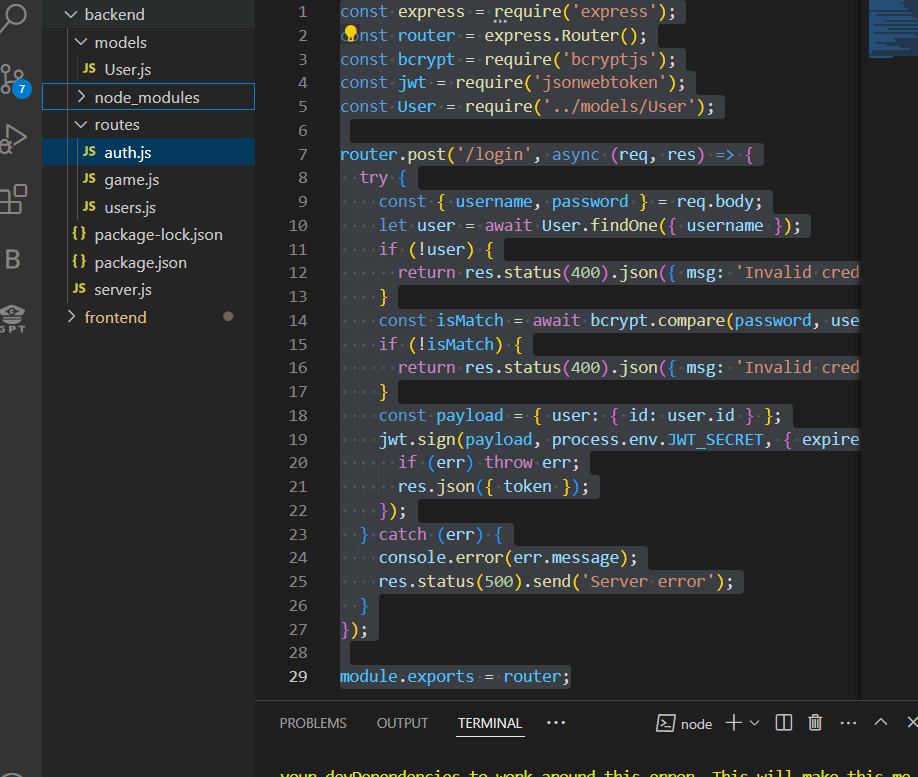 backend
models
JS User.js
node_modules
routes
JS auth.js
JS game.js
JS users.js
{} package-lock.json
{} package.json
JS server.js
frontend
7
B
GPT
1 const express = require('express');
2 const router = express.Router();
3 const bcrypt = require('bcryptjs');
4 const jwt = require('jsonwebtoken');
5 const User = require('../models/User');
6
7 router.post('/login', async (req, res) => {
8 try {
9 const { username, password } = req.body;
10 let user = await User.findOne({ username });
11 if (!user) {
12 return res.status(400).json({ msg: 'Invalid cred
13 }
14 const isMatch = await bcrypt.compare(password, use
15 if (!isMatch) {
16 return res.status(400).json({ msg: 'Invalid cred
17 }
18 const payload = { user: { id: user.id } };
19 jwt.sign(payload, process.env.JWT_SECRET, { expire
20 if (err) throw err;
21 res.json({ token });
22 });
23 } catch (err) {
24 console.error(err.message);
25 res.status(500).send('Server error');
26 }
27 });
28
29 module.exports = router;
PROBLEMS OUTPUT TERMINAL ··· node
your devDependencies to work around this error. This will make this mo